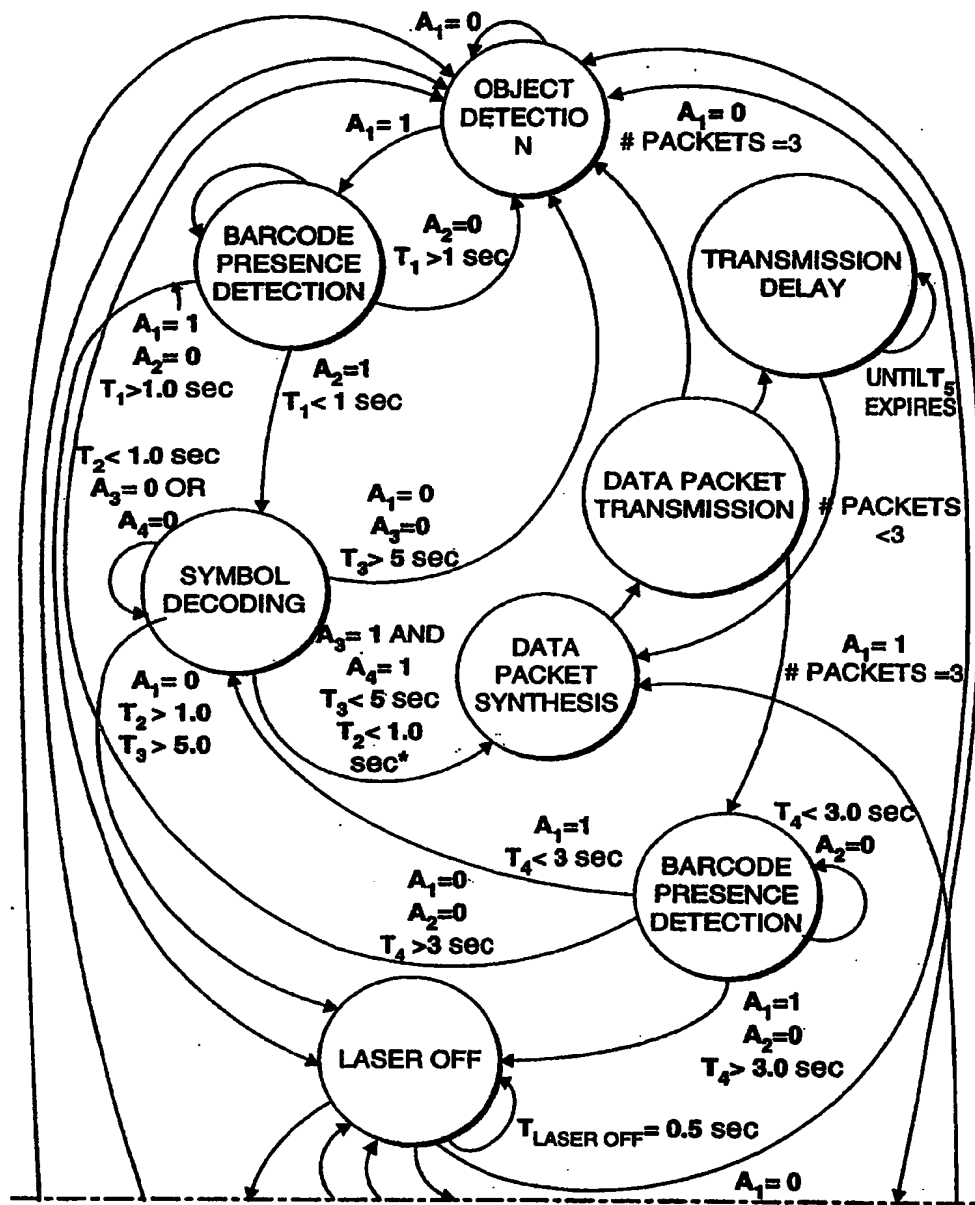 A1= 0
OBJECT
DETECTIO
N
A1= 1
A1= 0
# PACKETS =3
BARCODE
PRESENCE
DETECTION
A2=0
T1 >1 sec
TRANSMISSION
DELAY
A1= 1
A2= 0
T1>1.0 sec
A2=1
T1< 1 sec
UNTILT5
EXPIRES
T2< 1.0 sec
A3= 0 OR
A4=0
A1= 0
A3=0
T3> 5 sec
DATA PACKET
TRANSMISSION
# PACKETS
<3
SYMBOL
DECODING
A3= 1 AND
A4= 1
T3< 5 sec
T2< 1.0
sec*
DATA
PACKET
SYNTHESIS
A1= 1
# PACKETS =3
A1= 0
T2> 1.0
T3> 5.0
A1=1
T4< 3 sec
T4< 3.0 sec
A2=0
BARCODE
PRESENCE
DETECTION
A1=0
A2=0
T4 >3 sec
A1=1
A2=0
T4> 3.0 sec
LASER OFF
TLASER OFF= 0.5 sec
A1= 0